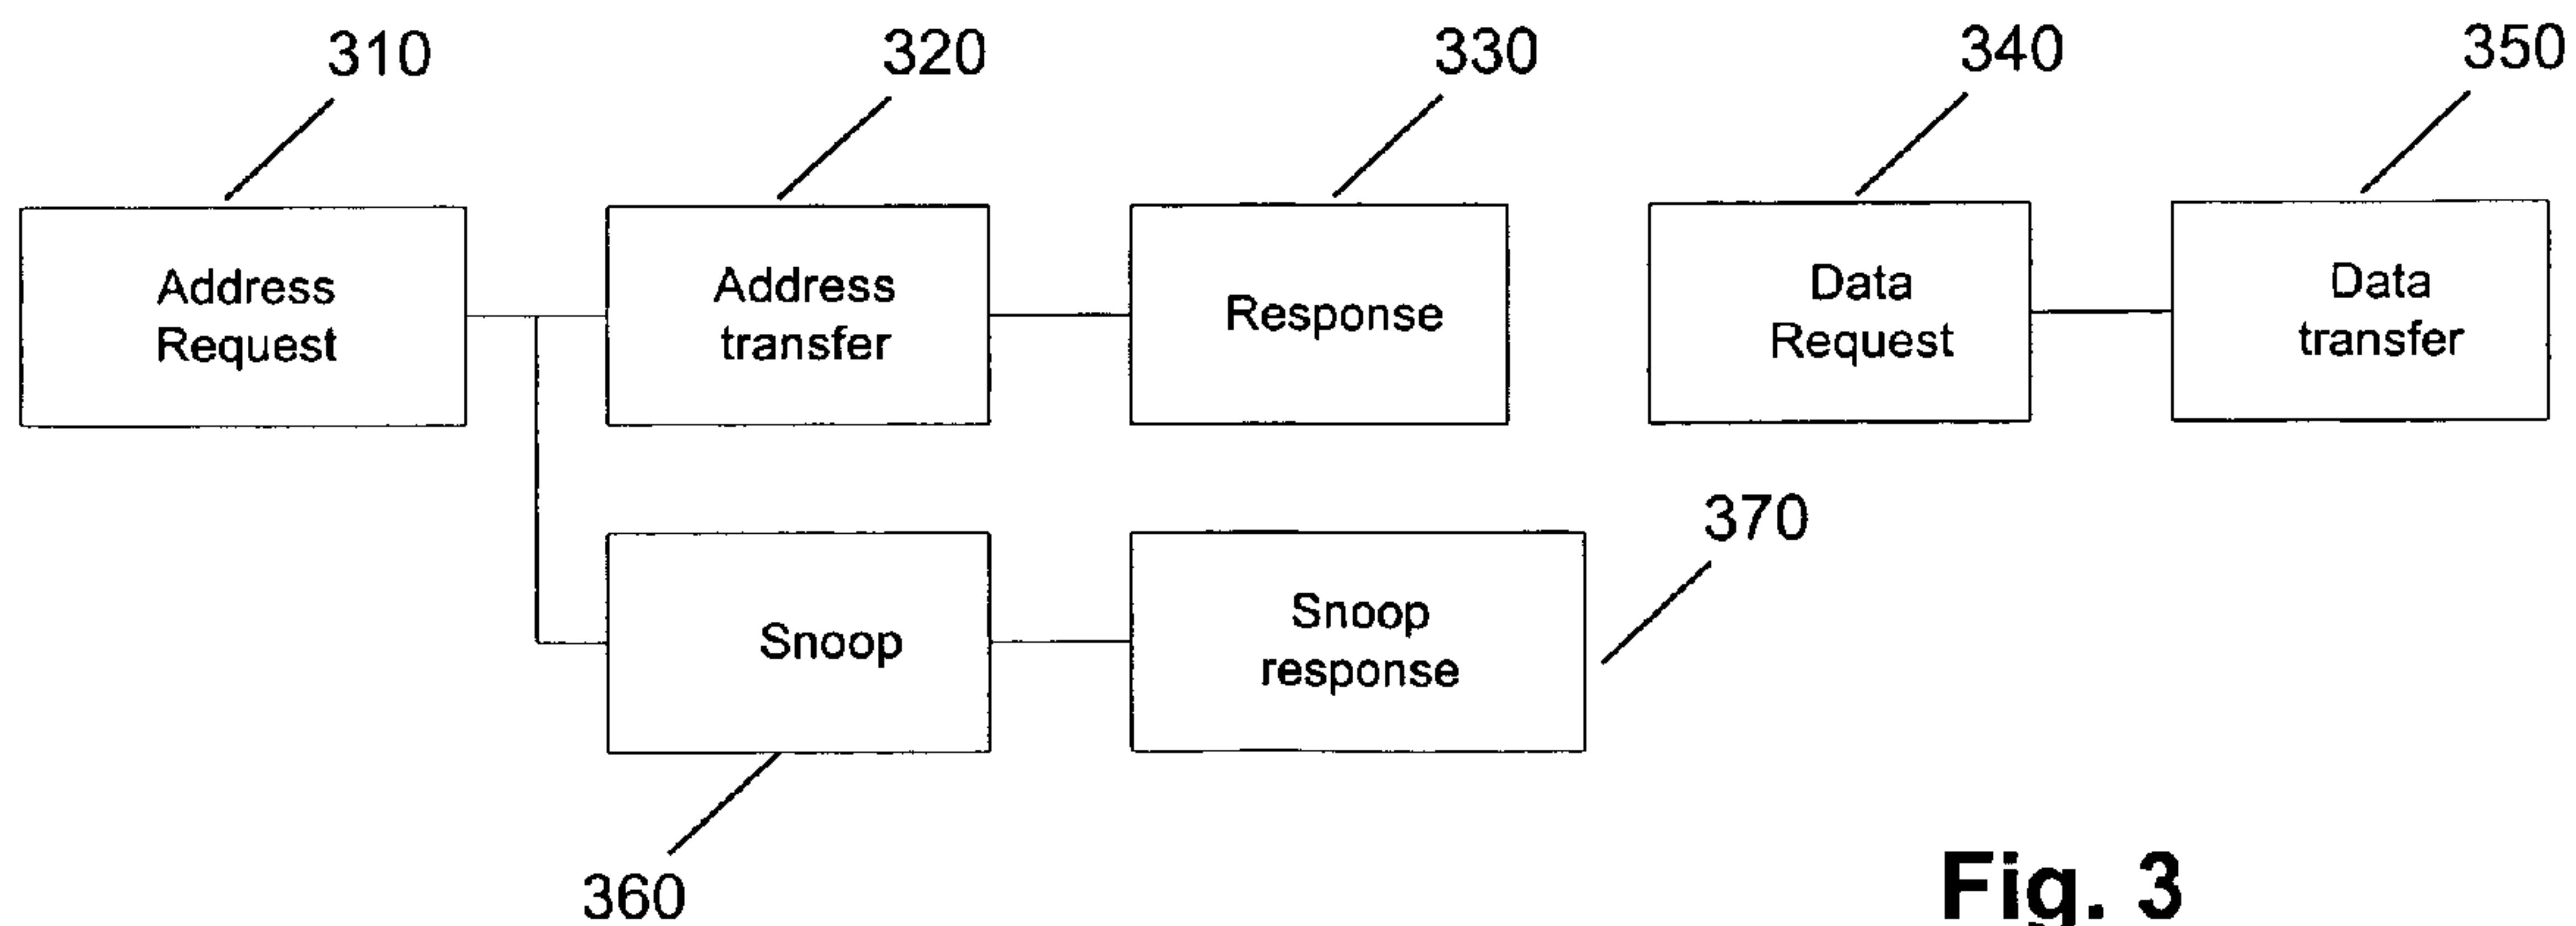 310
320
330
340
350
Address
Request
Address
transfer
Response
Data
Request
Data
transfer
370
Snoop
Snoop
response
360
Fig. 3